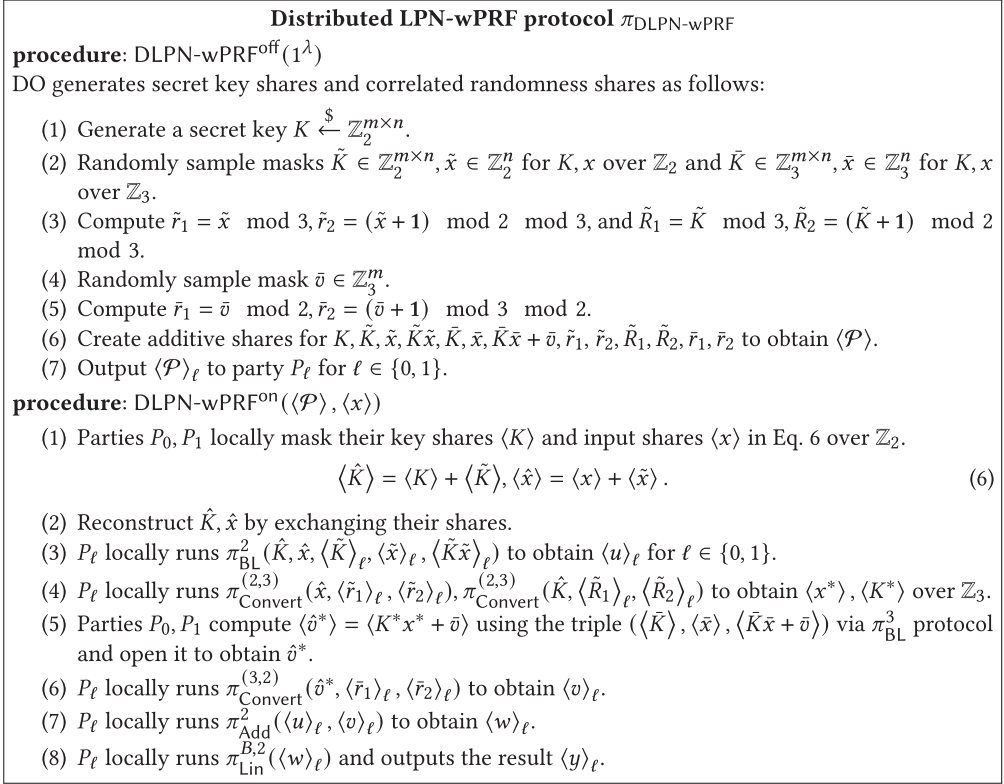 Distributed LPN-wPRF protocol π_DLPN-wPRF
procedure: DLPN-wPRF^off(1^λ)
DO generates secret key shares and correlated randomness shares as follows:
(1) Generate a secret key K ←^$ ℤ_2^{m×n}.
(2) Randomly sample masks K̃ ∈ ℤ_2^{m×n}, x̃ ∈ ℤ_2^n for K, x over ℤ_2 and K̄ ∈ ℤ_3^{m×n}, x̄ ∈ ℤ_3^n for K, x
over ℤ_3.
(3) Compute r̃_1 = x̃ mod 3, r̃_2 = (x̃ + 1) mod 2 mod 3, and R̃_1 = K̃ mod 3, R̃_2 = (K̃ + 1) mod 2
mod 3.
(4) Randomly sample mask v̄ ∈ ℤ_3^m.
(5) Compute r̄_1 = v̄ mod 2, r̄_2 = (v̄ + 1) mod 3 mod 2.
(6) Create additive shares for K, K̃, x̃, K̃x̃, K̄, x̄, K̄x̄ + v̄, r̃_1, r̃_2, R̃_1, R̃_2, r̄_1, r̄_2 to obtain ⟨𝒫⟩.
(7) Output ⟨𝒫⟩_ℓ to party P_ℓ for ℓ ∈ {0, 1}.
procedure: DLPN-wPRF^on(⟨𝒫⟩, ⟨x⟩)
(1) Parties P_0, P_1 locally mask their key shares ⟨K⟩ and input shares ⟨x⟩ in Eq. 6 over ℤ_2.
⟨K̂⟩ = ⟨K⟩ + ⟨K̃⟩, ⟨x̂⟩ = ⟨x⟩ + ⟨x̃⟩. (6)
(2) Reconstruct K̂, x̂ by exchanging their shares.
(3) P_ℓ locally runs π_BL^2(K̂, x̂, ⟨K̃⟩_ℓ, ⟨x̃⟩_ℓ, ⟨K̃x̃⟩_ℓ) to obtain ⟨u⟩_ℓ for ℓ ∈ {0, 1}.
(4) P_ℓ locally runs π_Convert^(2,3)(x̂, ⟨r̃_1⟩_ℓ, ⟨r̃_2⟩_ℓ), π_Convert^(2,3)(K̂, ⟨R̃_1⟩_ℓ, ⟨R̃_2⟩_ℓ) to obtain ⟨x*⟩, ⟨K*⟩ over ℤ_3.
(5) Parties P_0, P_1 compute ⟨v̂*⟩ = ⟨K*x* + v̄⟩ using the triple (⟨K̄⟩, ⟨x̄⟩, ⟨K̄x̄ + v̄⟩) via π_BL^3 protocol
and open it to obtain v̂*.
(6) P_ℓ locally runs π_Convert^(3,2)(v̂*, ⟨r̄_1⟩_ℓ, ⟨r̄_2⟩_ℓ) to obtain ⟨v⟩_ℓ.
(7) P_ℓ locally runs π_Add^2(⟨u⟩_ℓ, ⟨v⟩_ℓ) to obtain ⟨w⟩_ℓ.
(8) P_ℓ locally runs π_Lin^{B,2}(⟨w⟩_ℓ) and outputs the result ⟨y⟩_ℓ.